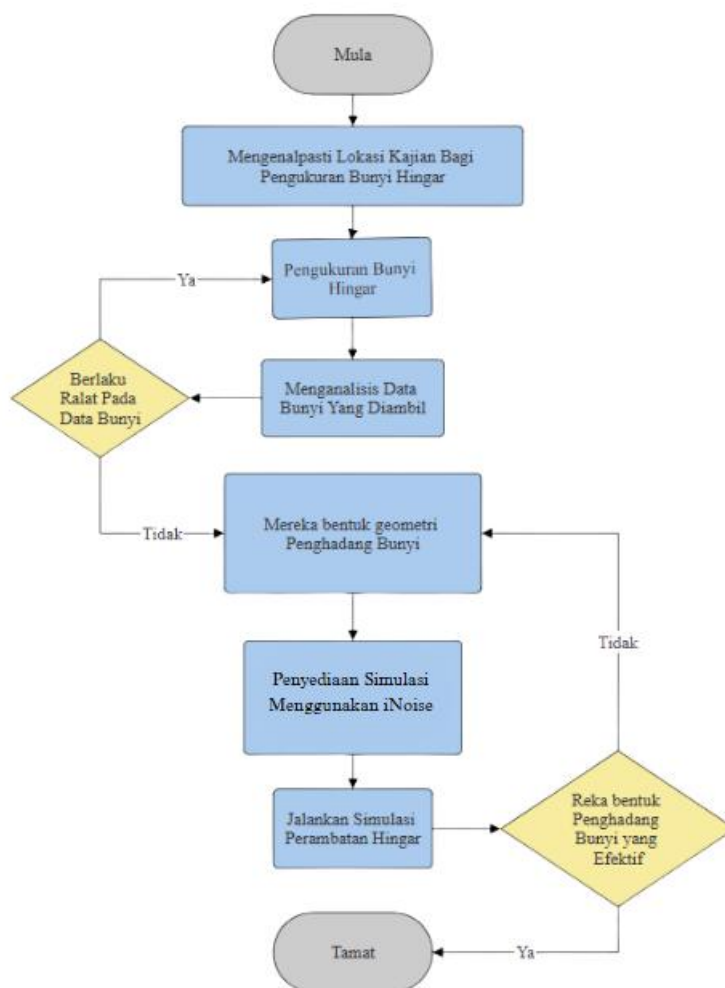 Mula
Mengenalpasti Lokasi Kajian Bagi
Pengukuran Bunyi Hingar
Pengukuran Bunyi
Hingar
Ya
Menganalisis Data
Bunyi Yang Diambil
Berlaku
Ralat Pada
Data Bunyi
Tidak
Mereka bentuk geometri
Penghadang Bunyi
Tidak
Penyediaan Simulasi
Menggunakan iNoise
Jalankan Simulasi
Perambatan Hingar
Reka bentuk
Penghadang
Bunyi yang
Efektif
Ya
Tamat